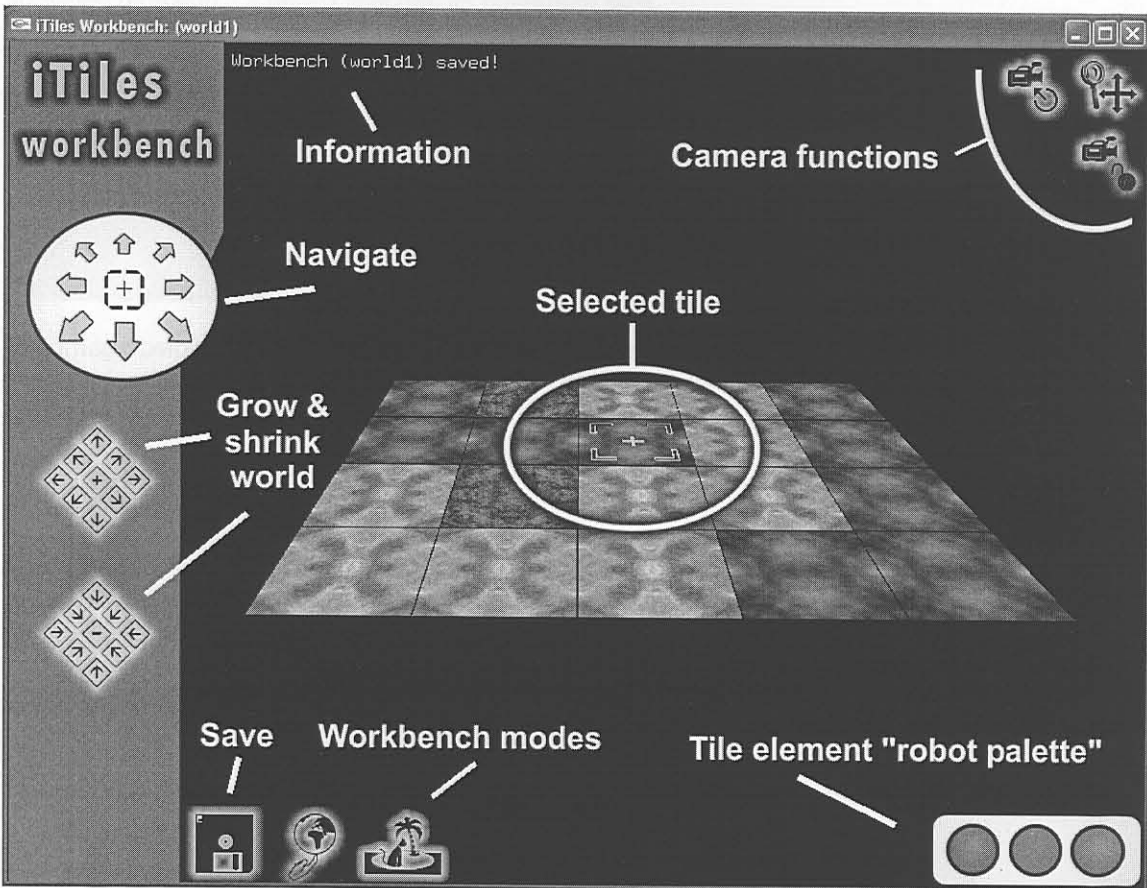 iTiles Workbench: (world1)
iTiles
workbench
Workbench (world1) saved!
Information
Camera functions
Navigate
Selected tile
Grow &
shrink
world
Save
Workbench modes
Tile element "robot palette"